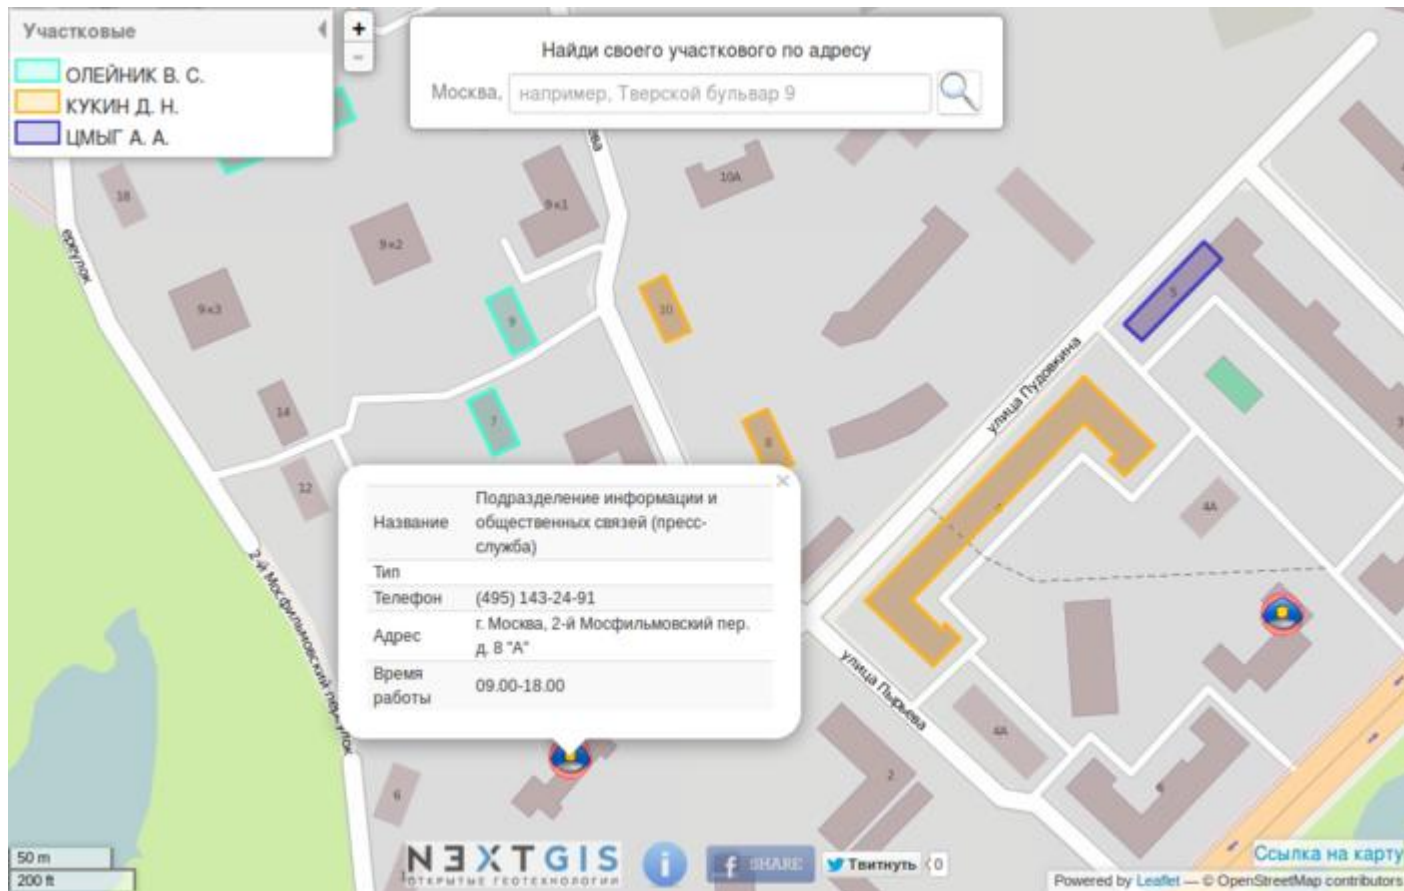 Участковые
ОЛЕЙНИК В. С.
КУКИН Д. Н.
ЦМЫГ А. А.
+
-
Найди своего участкового по адресу
Москва, например, Тверской бульвар 9
18
9к1
9к2
9к3
10А
9
10
5
7
8
14
12
улица Пудовкина
4А
2-й Мосфильмовский переулок
×
Название Подразделение информации и
общественных связей (пресс-
служба)
Тип
Телефон (495) 143-24-91
Адрес г. Москва, 2-й Мосфильмовский пер.
д. 8 "А"
Время
работы 09.00-18.00
улица Пырьева
4А
2
6
6
50 m
200 ft
NEXTGIS
ОТКРЫТЫЕ ГЕОТЕХНОЛОГИИ
i
f SHARE
Твитнуть 0
Ссылка на карту
Powered by Leaflet — © OpenStreetMap contributors